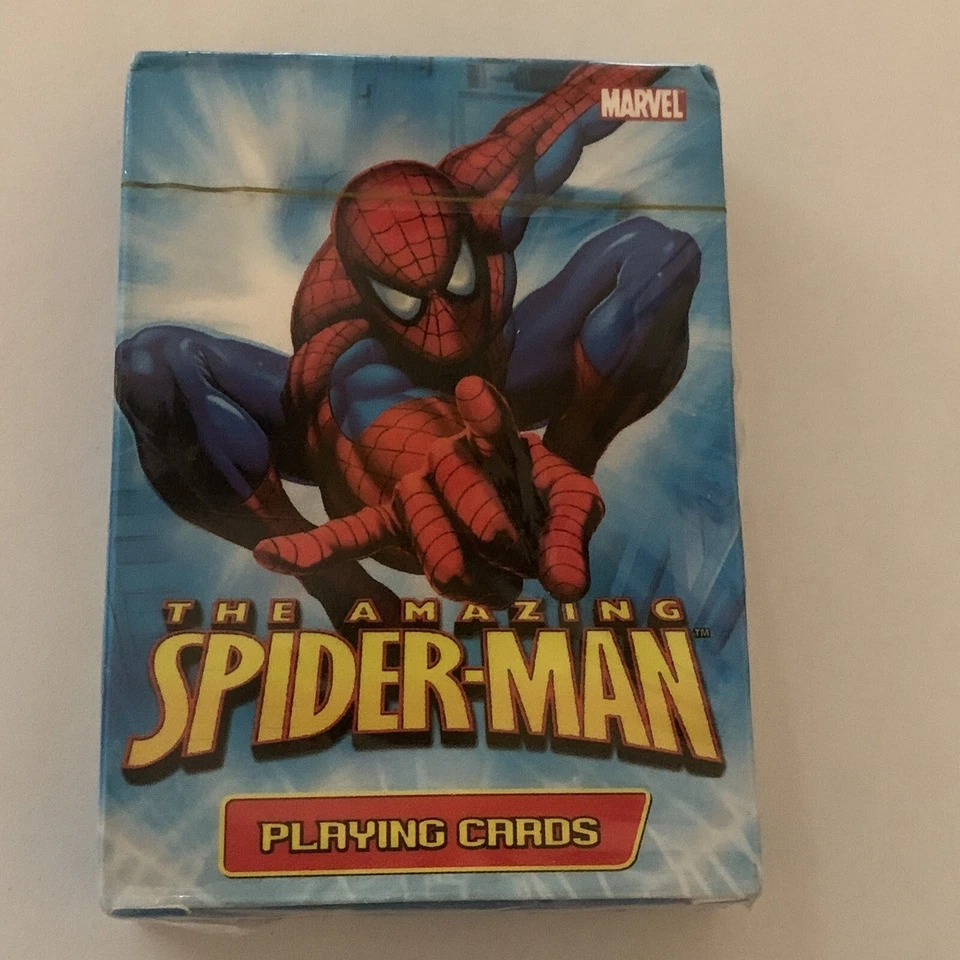 MARVEL
THE AMAZING
SPIDER-MAN™
PLAYING CARDS